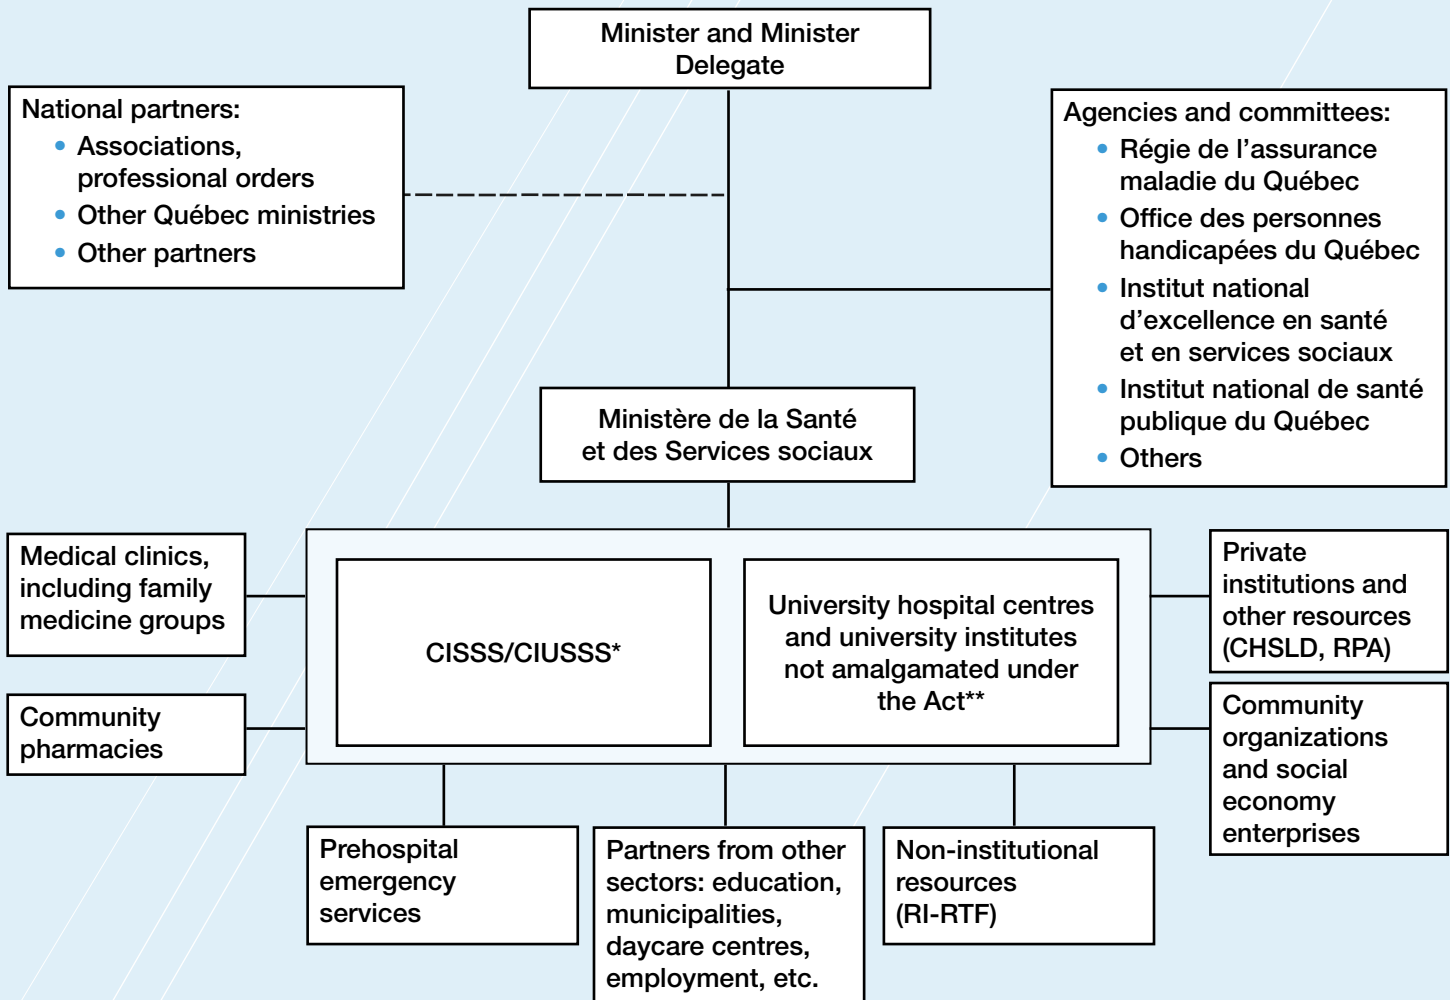 Minister and Minister
Delegate
National partners:
• Associations,
professional orders
• Other Québec ministries
• Other partners
Agencies and committees:
• Régie de l’assurance
maladie du Québec
• Office des personnes
handicapées du Québec
• Institut national
d’excellence en santé
et en services sociaux
• Institut national de santé
publique du Québec
• Others
Ministère de la Santé
et des Services sociaux
Medical clinics,
including family
medicine groups
Community
pharmacies
CISSS/CIUSSS*
University hospital centres
and university institutes
not amalgamated under
the Act**
Private
institutions and
other resources
(CHSLD, RPA)
Community
organizations
and social
economy
enterprises
Prehospital
emergency
services
Partners from other
sectors: education,
municipalities,
daycare centres,
employment, etc.
Non-institutional
resources
(RI-RTF)